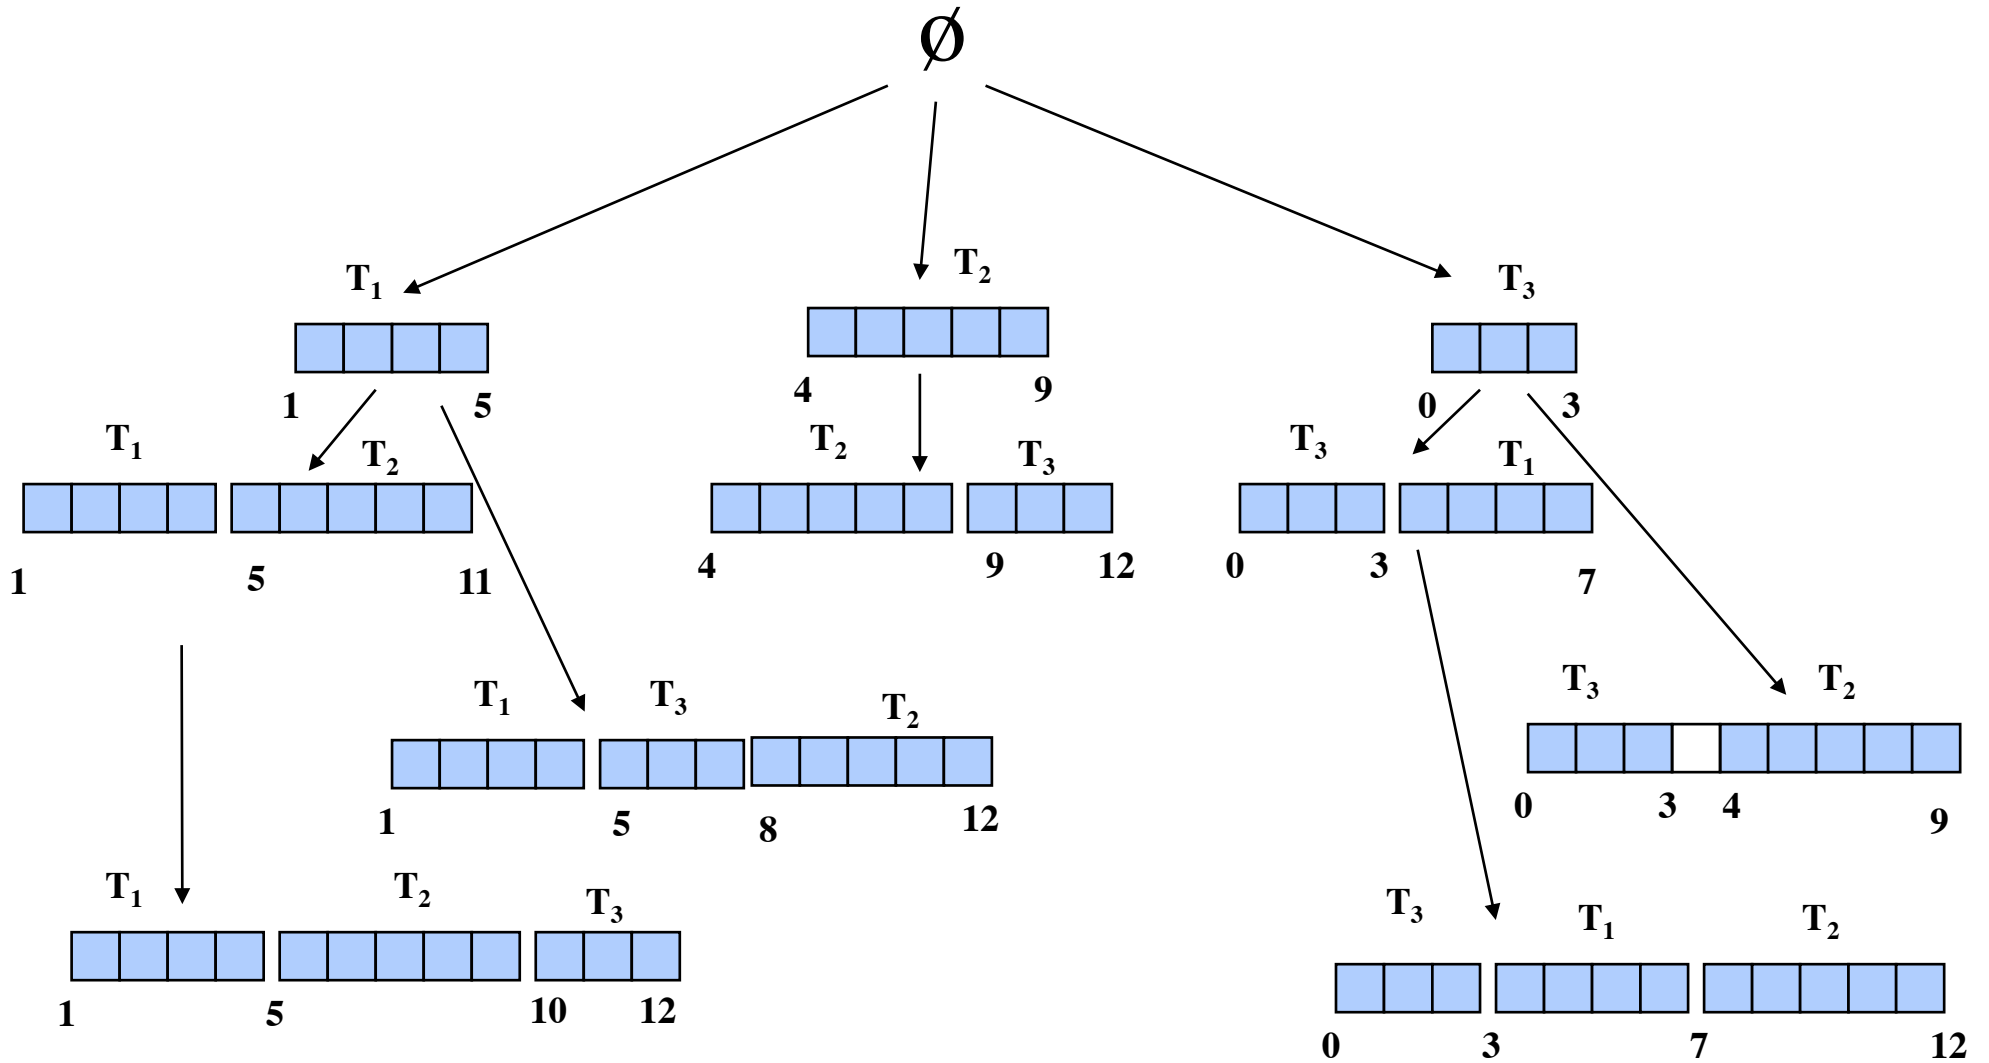 Ø
T₁ T₂ T₃
1 5 4 9 0 3
T₁ T₂ T₂ T₃ T₃ T₁
1 5 11 4 9 12 0 3 7
T₁ T₃ T₂ T₃ T₂
1 5 8 12 0 3 4 9
T₁ T₂ T₃ T₃ T₁ T₂
1 5 10 12 0 3 7 12